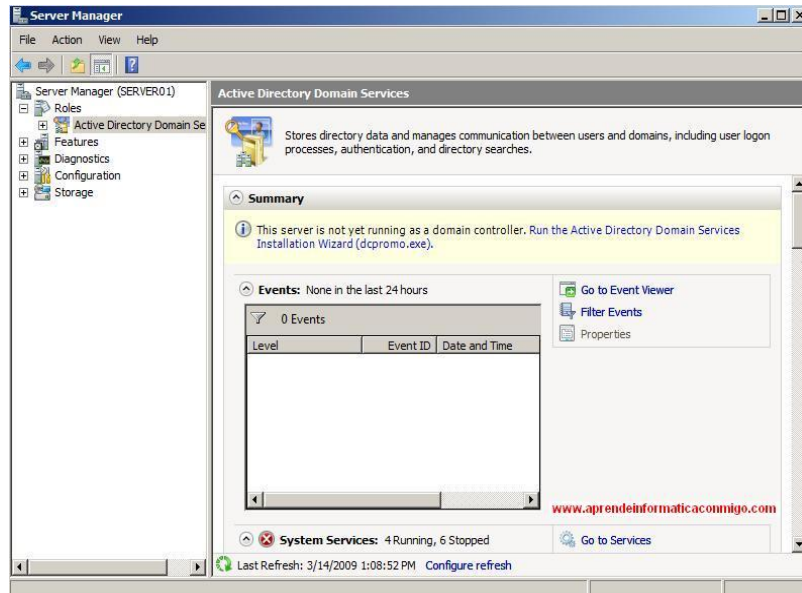 Server Manager
File Action View Help
Server Manager (SERVER01)
Roles
Active Directory Domain Se
Features
Diagnostics
Configuration
Storage
Active Directory Domain Services
Stores directory data and manages communication between users and domains, including user logon
processes, authentication, and directory searches.
Summary
This server is not yet running as a domain controller. Run the Active Directory Domain Services
Installation Wizard (dcpromo.exe).
Events: None in the last 24 hours
0 Events
Level Event ID Date and Time
Go to Event Viewer
Filter Events
Properties
www.aprendeinformaticaconmigo.com
System Services: 4 Running, 6 Stopped
Go to Services
Last Refresh: 3/14/2009 1:08:52 PM Configure refresh